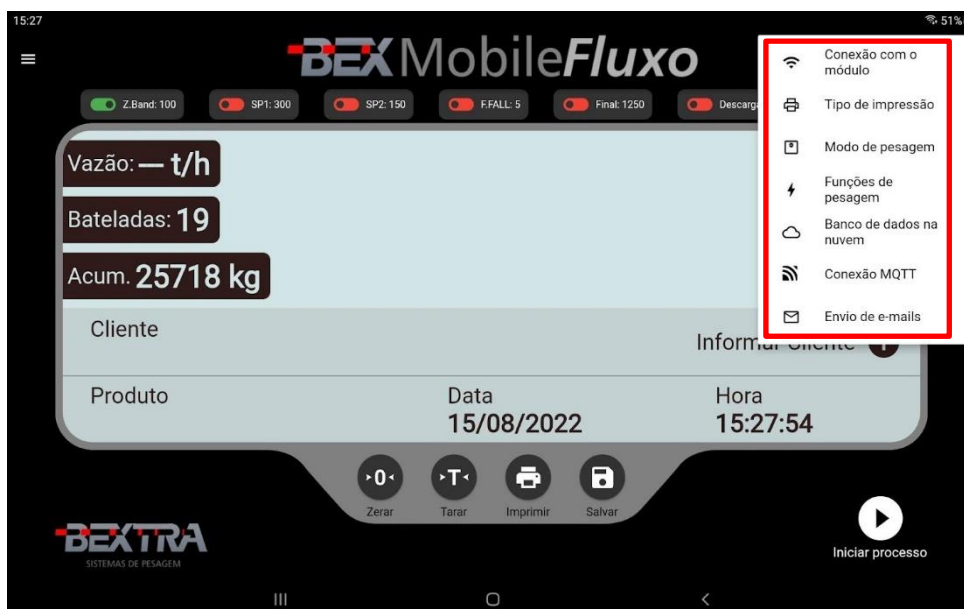 15:27
51%
BEX MobileFluxo
Z.Band: 100
SP1: 300
SP2: 150
F.FALL: 5
Final: 1250
Descarga
Conexão com o
módulo
Tipo de impressão
Modo de pesagem
Funções de
pesagem
Banco de dados na
nuvem
Conexão MQTT
Envio de e-mails
Vazão: — t/h
Bateladas: 19
Acum. 25718 kg
Cliente
Informar Cliente
Produto
Data
15/08/2022
Hora
15:27:54
>0<
Zerar
>T<
Tarar
Imprimir
Salvar
BEXTRA
SISTEMAS DE PESAGEM
Iniciar processo